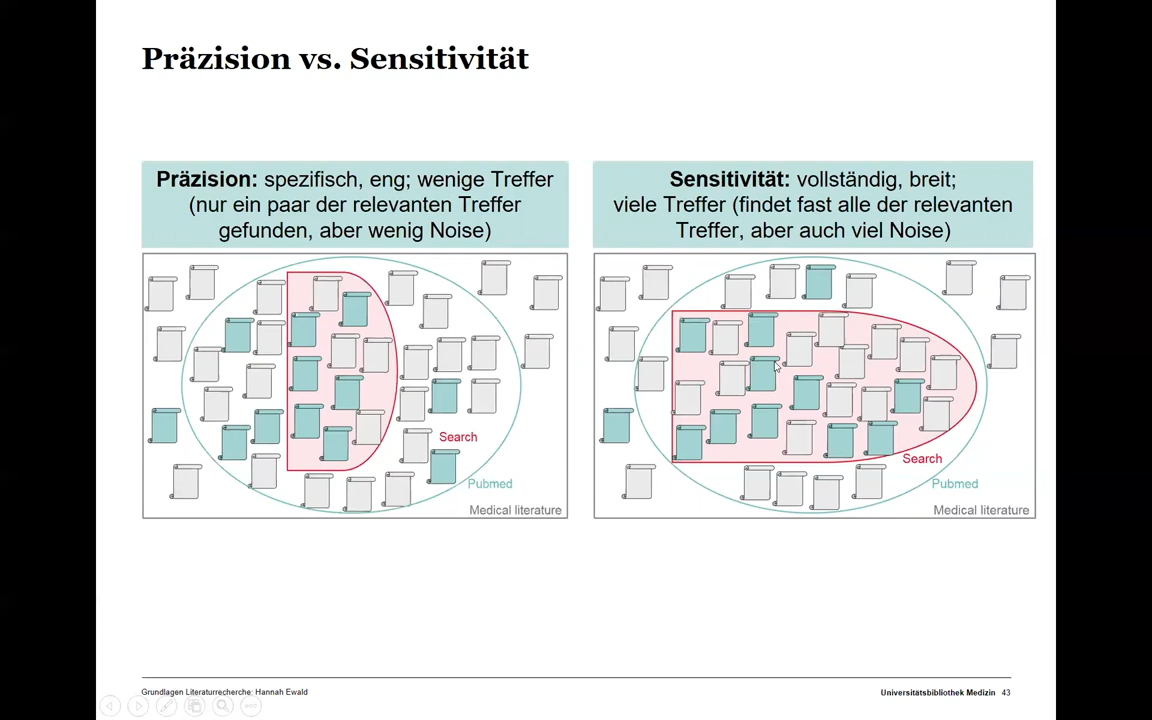 Präzision vs. Sensitivität
Präzision: spezifisch, eng; wenige Treffer
(nur ein paar der relevanten Treffer
gefunden, aber wenig Noise)
Search
Pubmed
Medical literature
Sensitivität: vollständig, breit;
viele Treffer (findet fast alle der relevanten
Treffer, aber auch viel Noise)
Search
Pubmed
Medical literature
Grundlagen Literaturrecherche: Hannah Ewald
Universitätsbibliothek Medizin 43